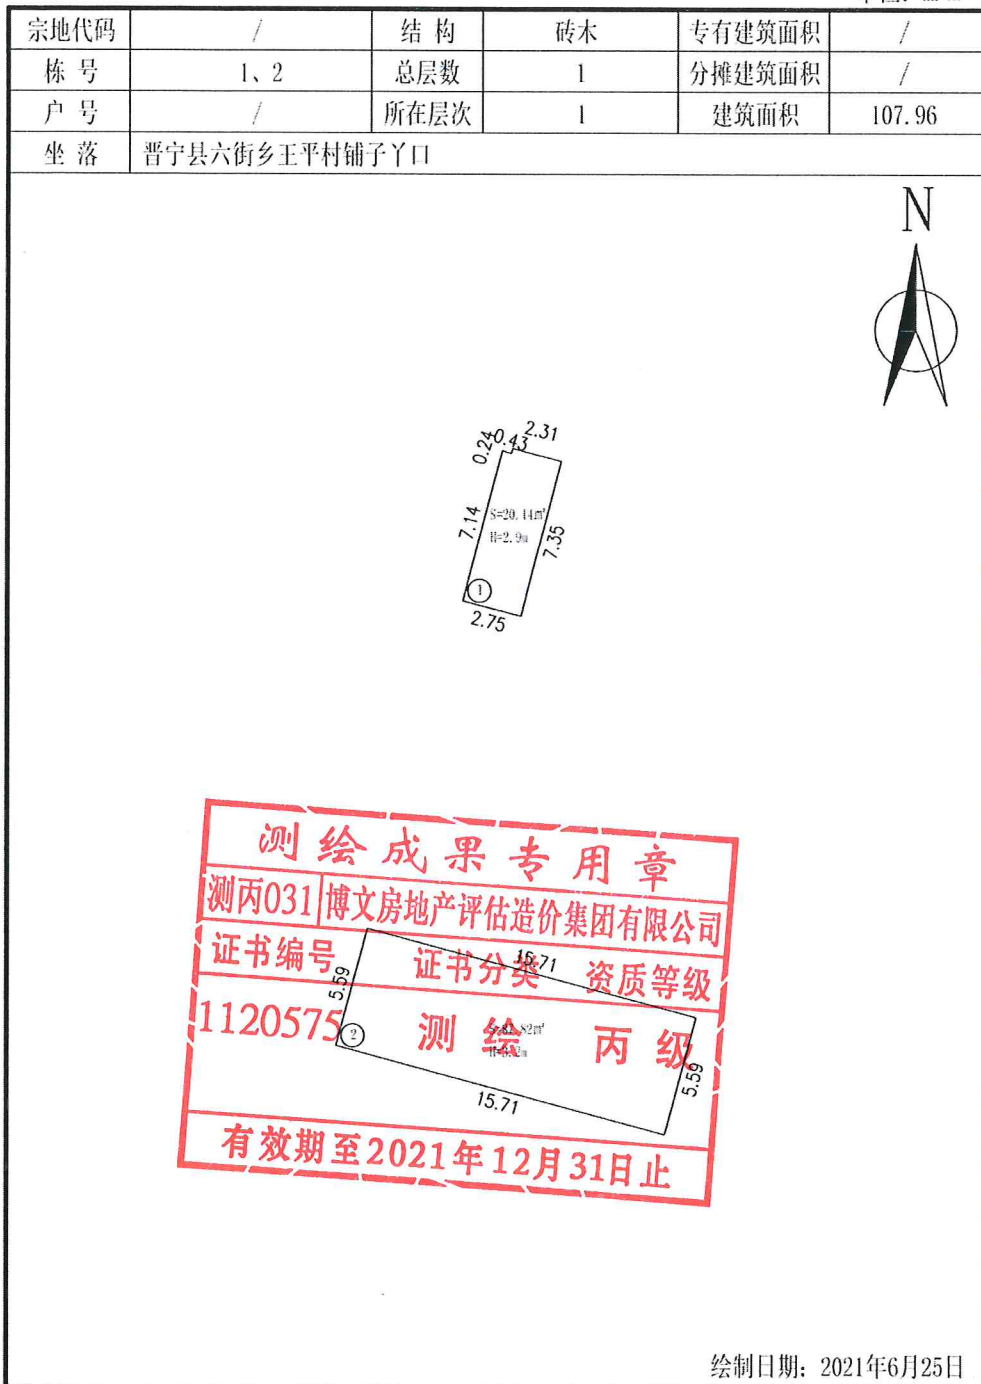 宗地代码 / 结 构 砖木 专有建筑面积 /
栋 号 1、2 总层数 1 分摊建筑面积 /
户 号 / 所在层次 1 建筑面积 107.96
坐 落 晋宁县六街乡王平村铺子丫口
N
2.31
0.43
0.24
7.14
S=20.14㎡
H=2.9m
7.35
①
2.75
测绘成果专用章
测丙031 博文房地产评估造价集团有限公司
证书编号 证书分类 资质等级
1120575 测绘 丙级
有效期至2021年12月31日止
15.71
5.59
②
S=87.82㎡
5.59
15.71
绘制日期：2021年6月25日